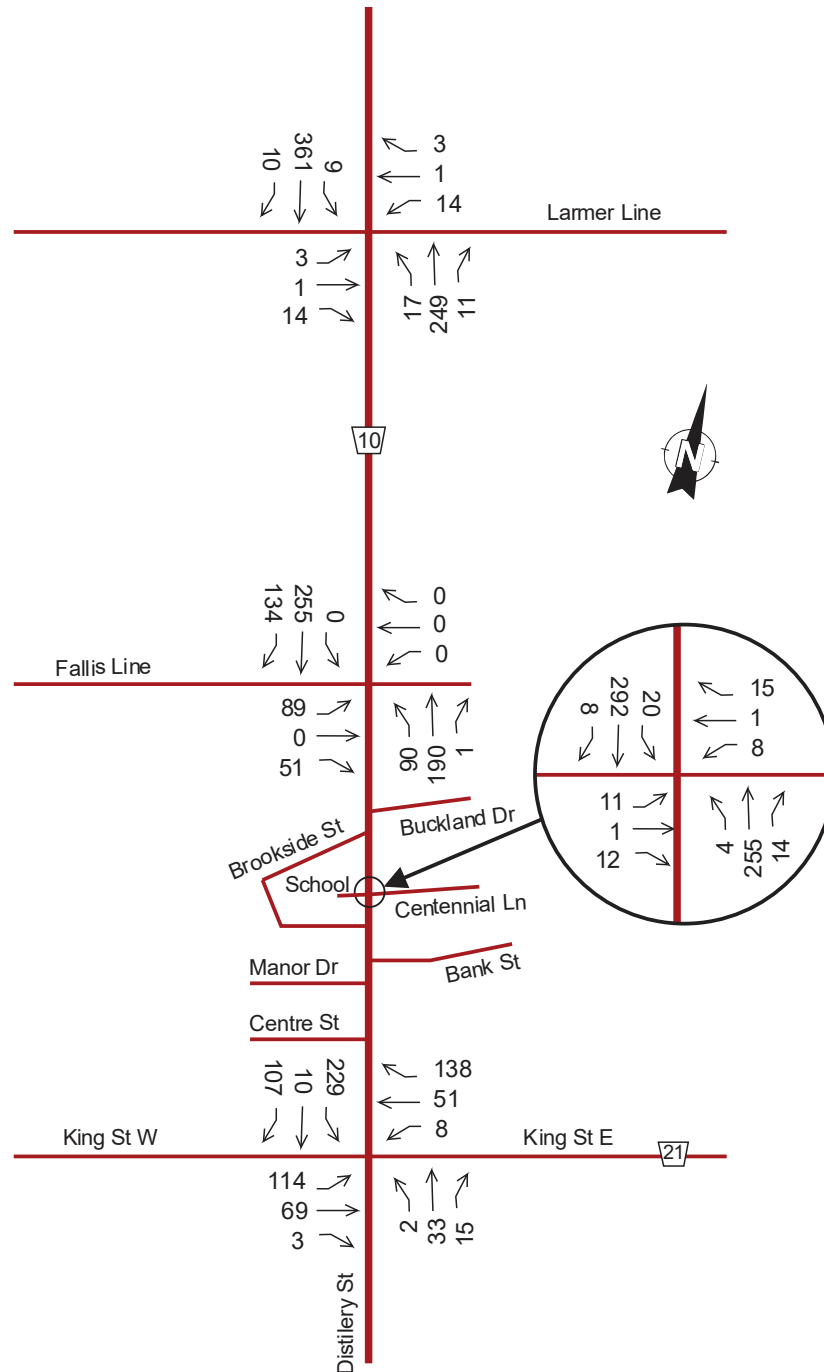 10 361 9
3
1
14
Larmer Line
3
1
14
17 249 11
10
N
134 255 0
0
0
0
Fallis Line
89
0
51
90 190 1
8 292 20
15
1
8
11
1
12
4 255 14
Buckland Dr
Brookside St
School
Centennial Ln
Bank St
Manor Dr
Centre St
107 10 229
138
51
8
King St W
King St E
21
114
69
3
2 33 15
Distillery St